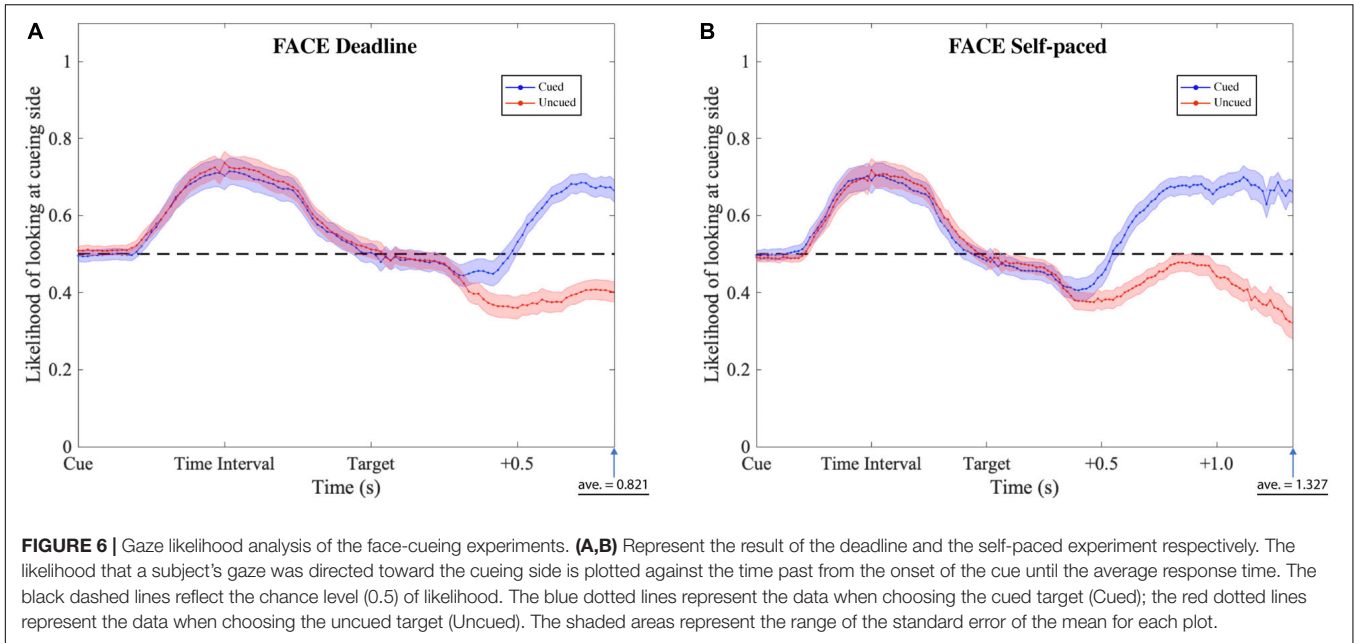 A
FACE Deadline
1
Cued
Uncued
0.8
0.6
0.4
0.2
0
Likelihood of looking at cueing side
Cue
Time Interval
Target
+0.5
Time (s)
ave. = 0.821
B
FACE Self-paced
1
Cued
Uncued
0.8
0.6
0.4
0.2
0
Likelihood of looking at cueing side
Cue
Time Interval
Target
+0.5
+1.0
Time (s)
ave. = 1.327
FIGURE 6 | Gaze likelihood analysis of the face-cueing experiments. (A,B) Represent the result of the deadline and the self-paced experiment respectively. The
likelihood that a subject's gaze was directed toward the cueing side is plotted against the time past from the onset of the cue until the average response time. The
black dashed lines reflect the chance level (0.5) of likelihood. The blue dotted lines represent the data when choosing the cued target (Cued); the red dotted lines
represent the data when choosing the uncued target (Uncued). The shaded areas represent the range of the standard error of the mean for each plot.